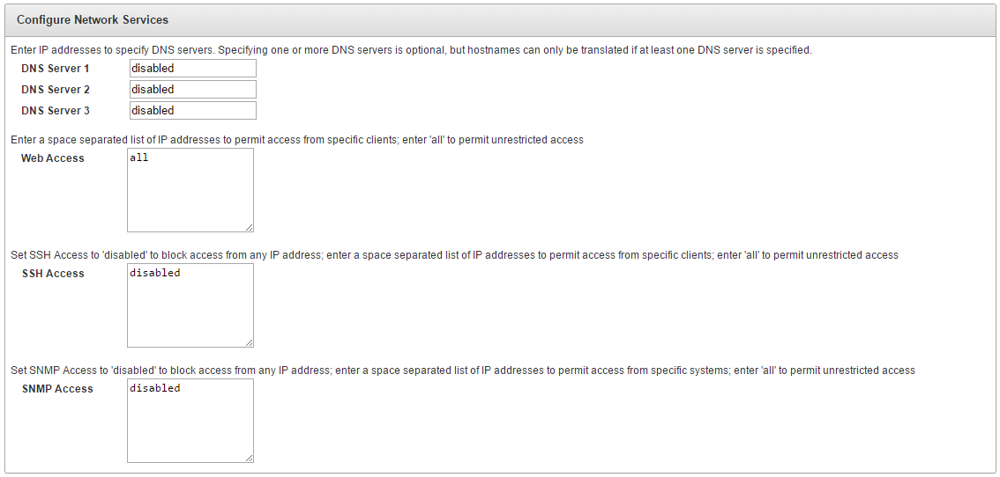 Configure Network Services
Enter IP addresses to specify DNS servers. Specifying one or more DNS servers is optional, but hostnames can only be translated if at least one DNS server is specified.
DNS Server 1 disabled
DNS Server 2 disabled
DNS Server 3 disabled
Enter a space separated list of IP addresses to permit access from specific clients; enter 'all' to permit unrestricted access
Web Access all
Set SSH Access to 'disabled' to block access from any IP address; enter a space separated list of IP addresses to permit access from specific clients; enter 'all' to permit unrestricted access
SSH Access disabled
Set SNMP Access to 'disabled' to block access from any IP address; enter a space separated list of IP addresses to permit access from specific systems; enter 'all' to permit unrestricted access
SNMP Access disabled